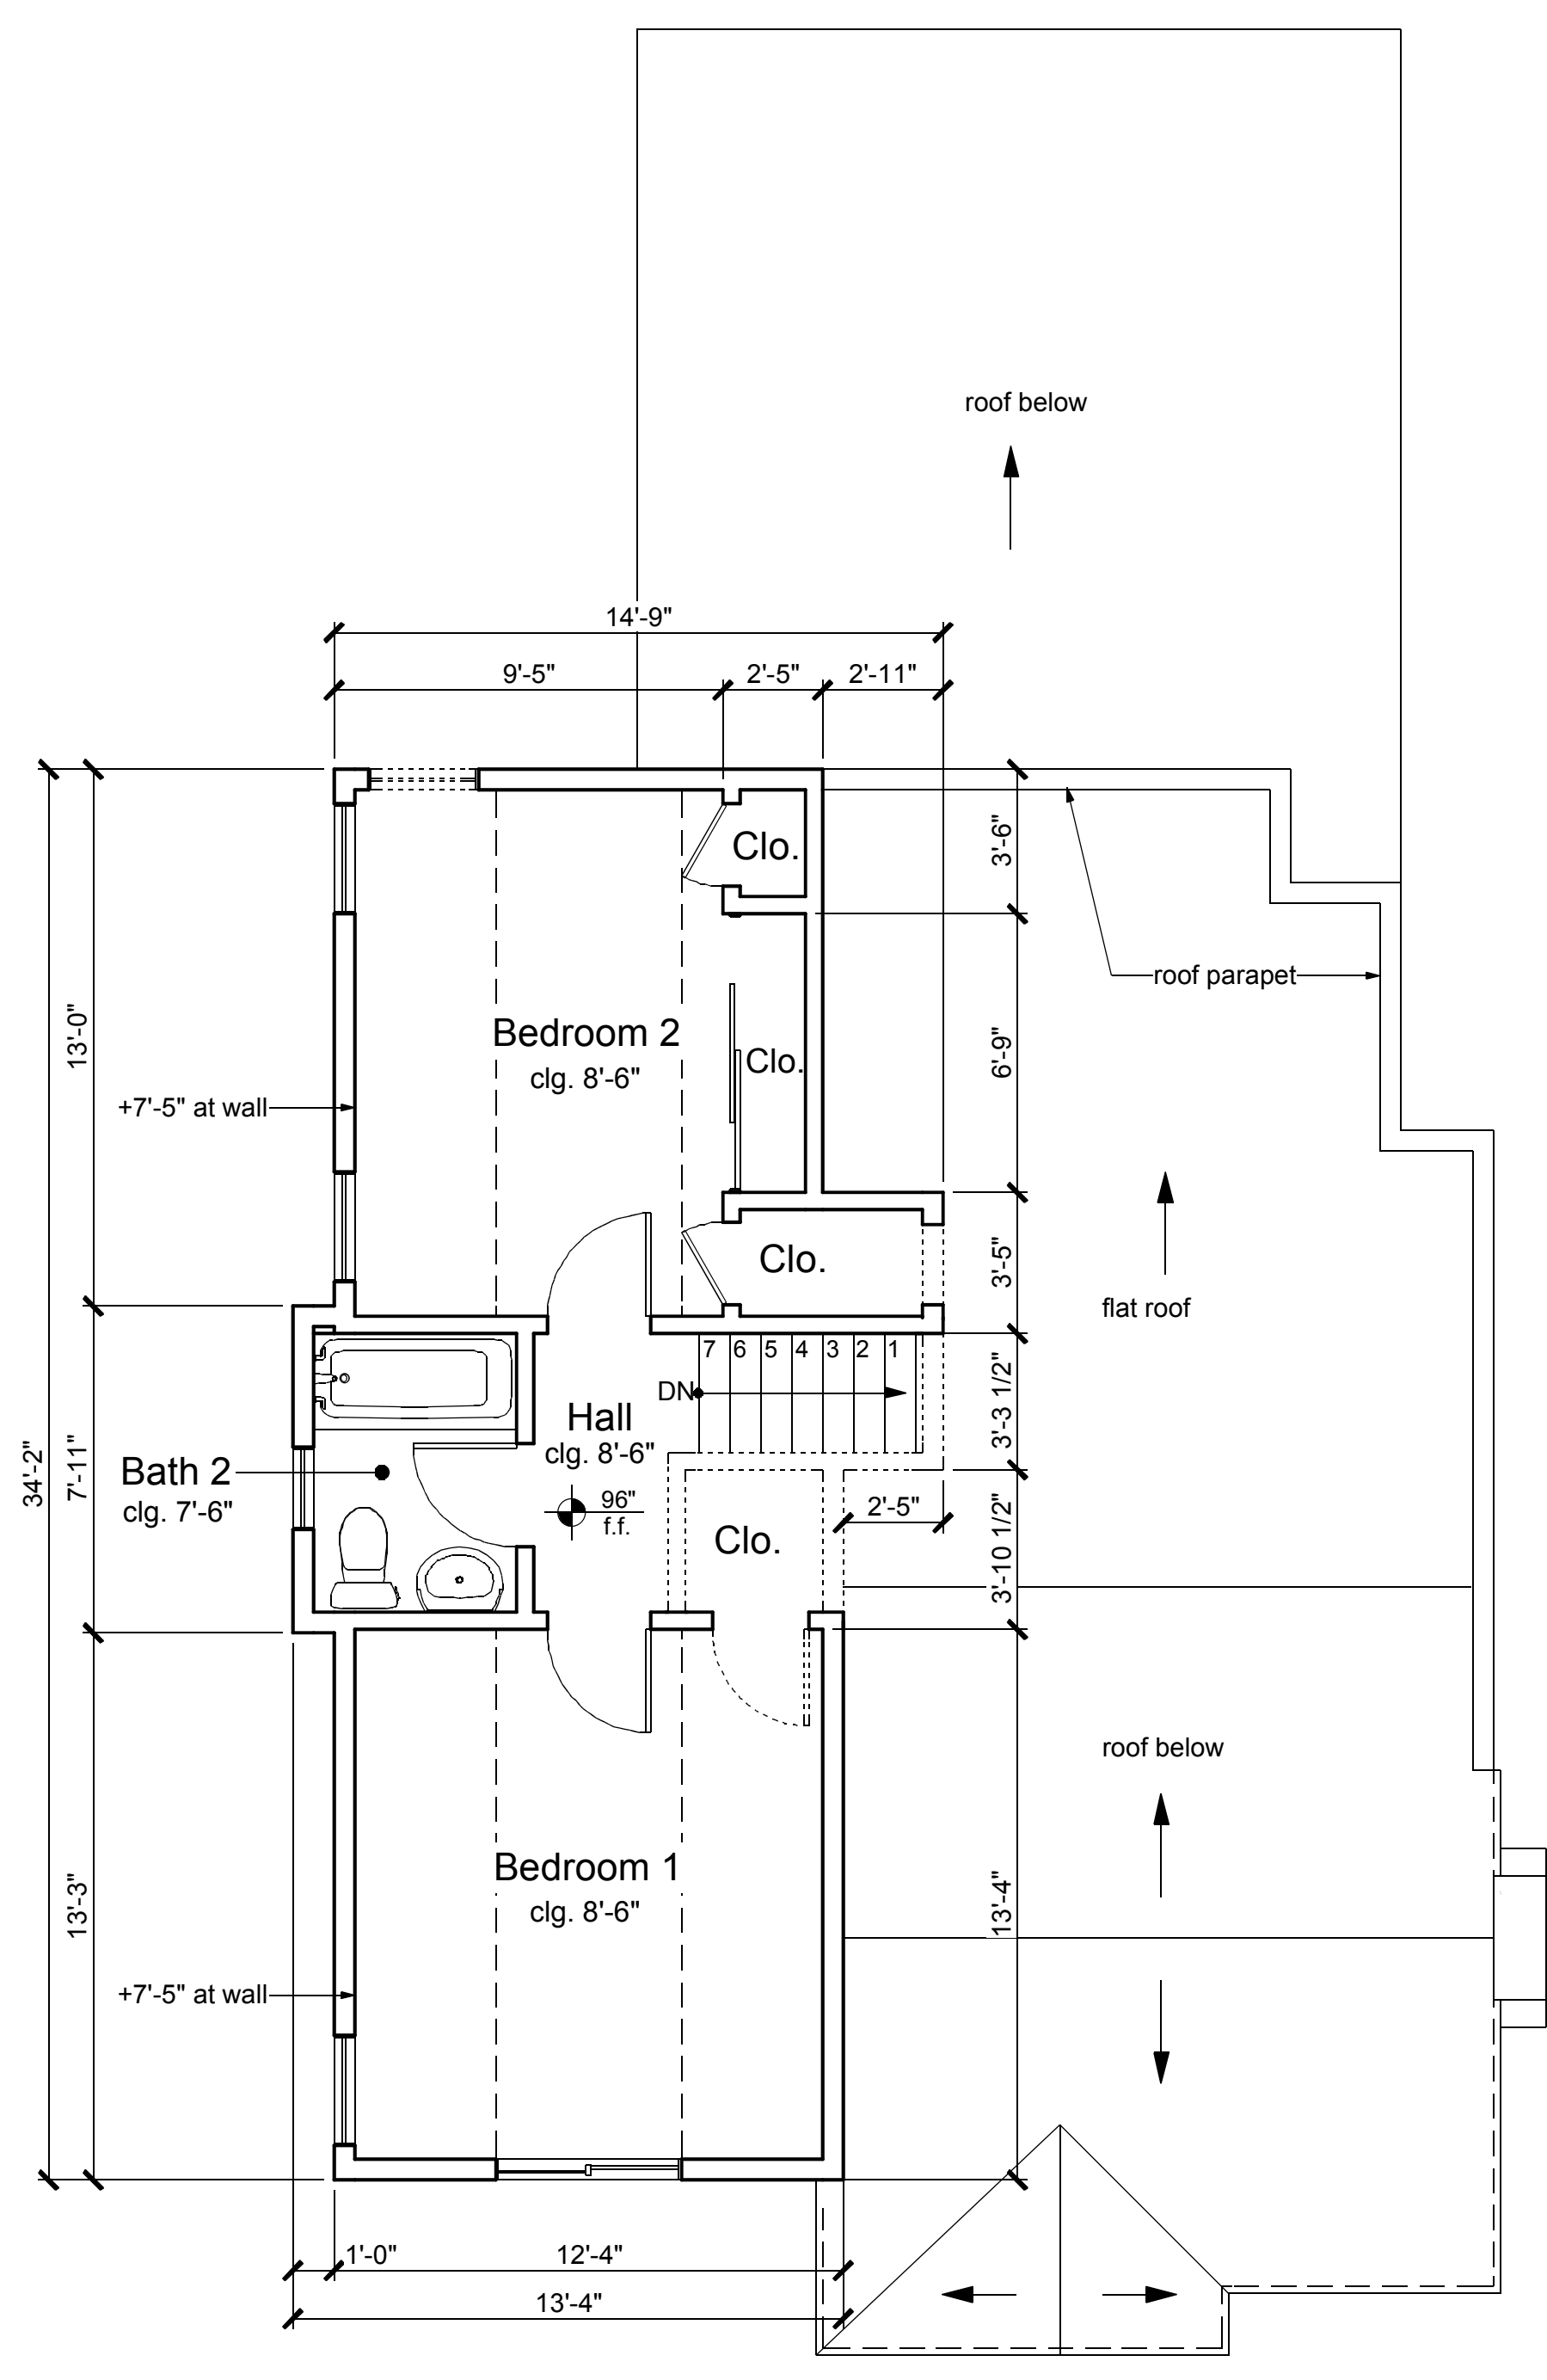 roof below
14'-9"
9'-5"
2'-5"
2'-11"
Clo.
3'-6"
roof parapet
13'-0"
Bedroom 2
clg. 8'-6"
Clo.
6'-9"
+7'-5" at wall
Clo.
3'-5"
flat roof
7 6 5 4 3 2 1
DN
3'-3 1/2"
Hall
clg. 8'-6"
34'-2"
7'-11"
Bath 2
clg. 7'-6"
96"
f.f.
2'-5"
Clo.
3'-10 1/2"
roof below
Bedroom 1
clg. 8'-6"
13'-3"
13'-4"
+7'-5" at wall
1'-0"
12'-4"
13'-4"